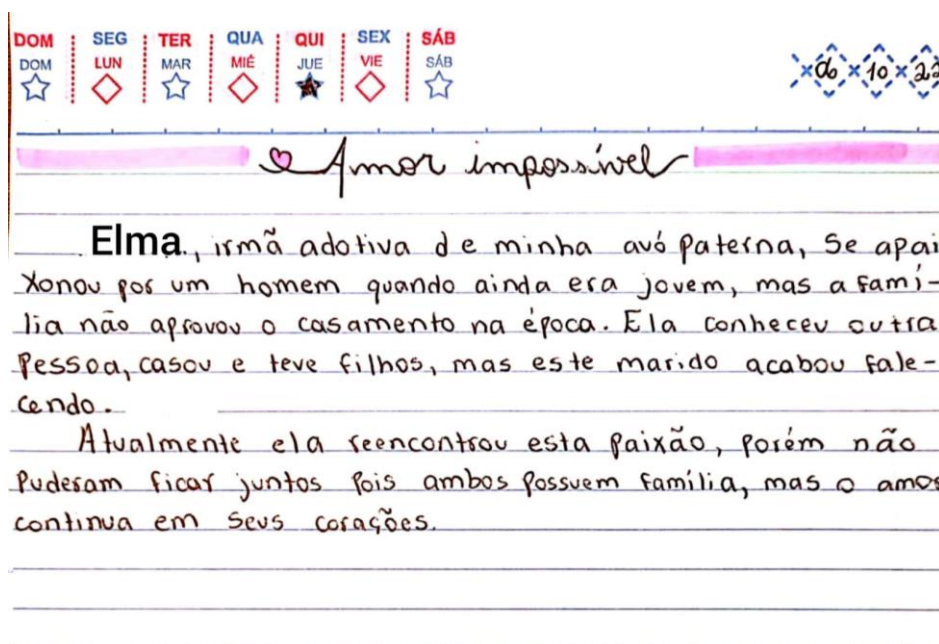 DOM SEG TER QUA QUI SEX SÁB
DOM LUN MAR MIÉ JUE VIE SÁB
06 10 22
Amor impossível
Elma, irmã adotiva de minha avó paterna, se apai
xonou por um homem quando ainda era jovem, mas a famí-
lia não aprovou o casamento na época. Ela conheceu outra
pessoa, casou e teve filhos, mas este marido acabou fale-
cendo.
Atualmente ela reencontrou esta paixão, porém não
puderam ficar juntos pois ambos possuem família, mas o amor
continua em seus corações.